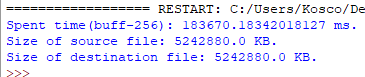 ================== RESTART: C:/Users/Kosco/De
Spent time(buff-256): 183670.18342018127 ms.
Size of source file: 5242880.0 KB.
Size of destination file: 5242880.0 KB.
>>>